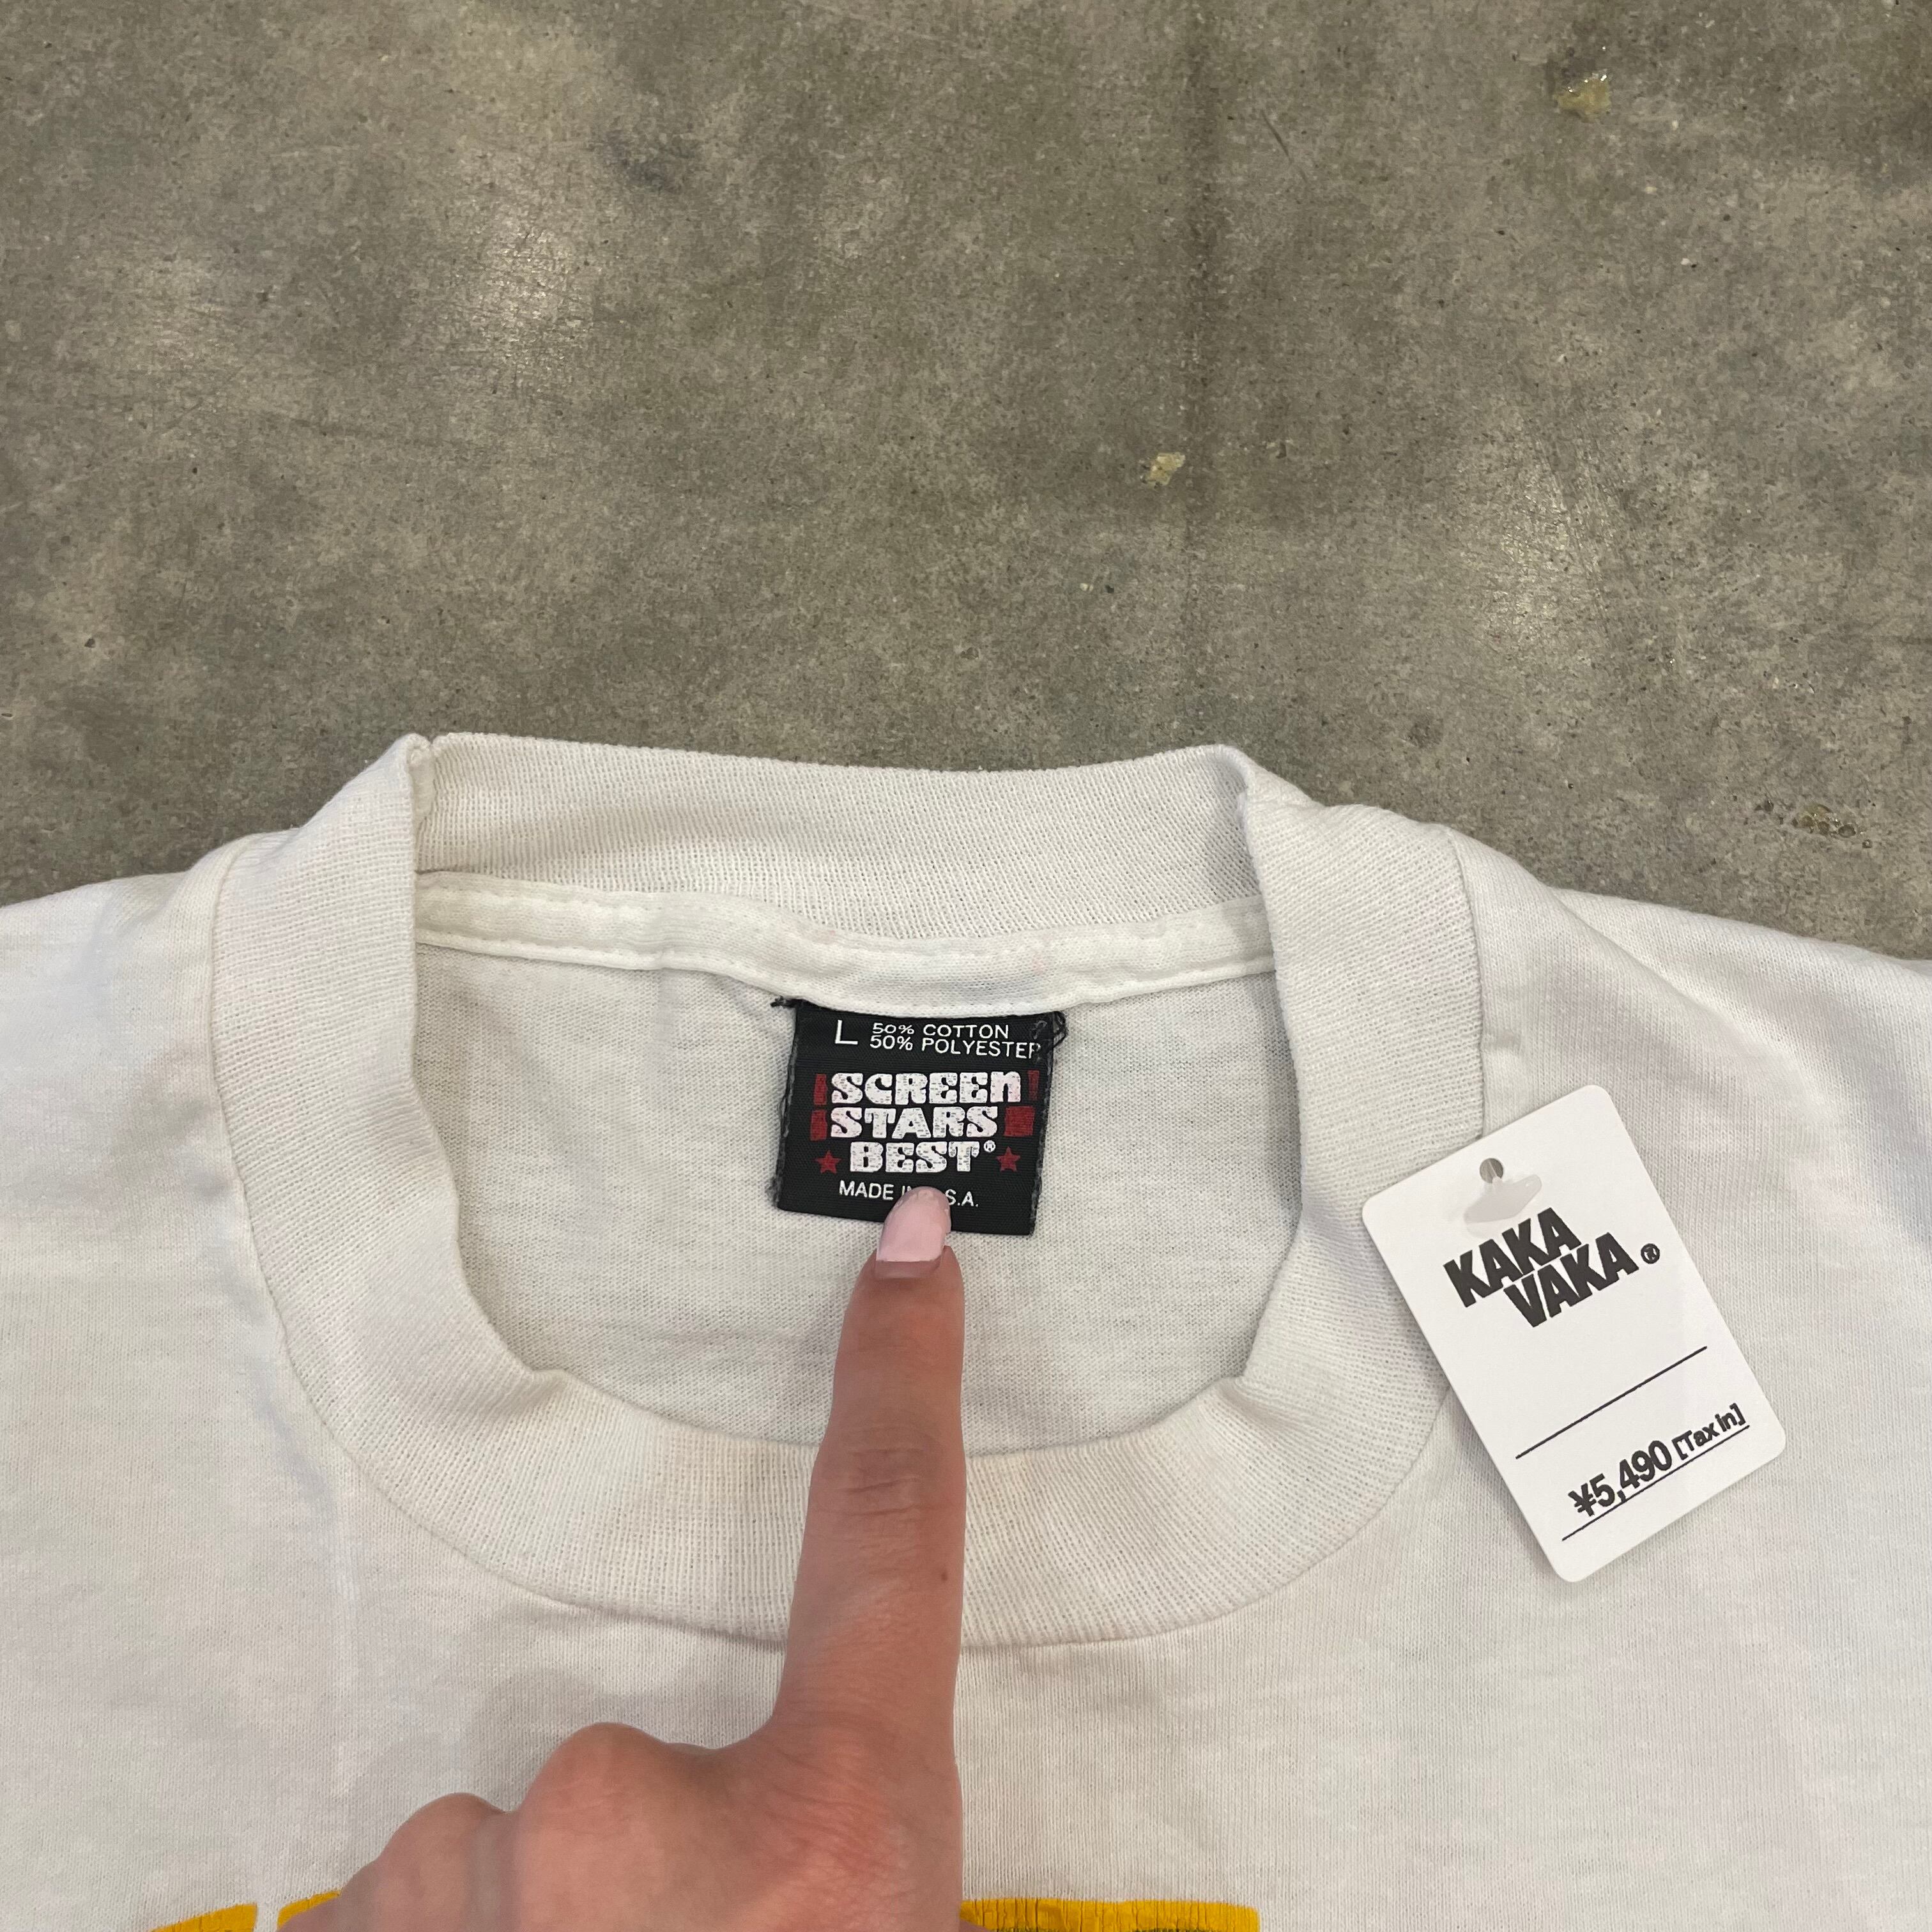 L 50% COTTON
50% POLYESTER
SCREEN
STARS
BEST®
MADE S.A.
KAKA
VAKA®
¥5,490 [Tax in]